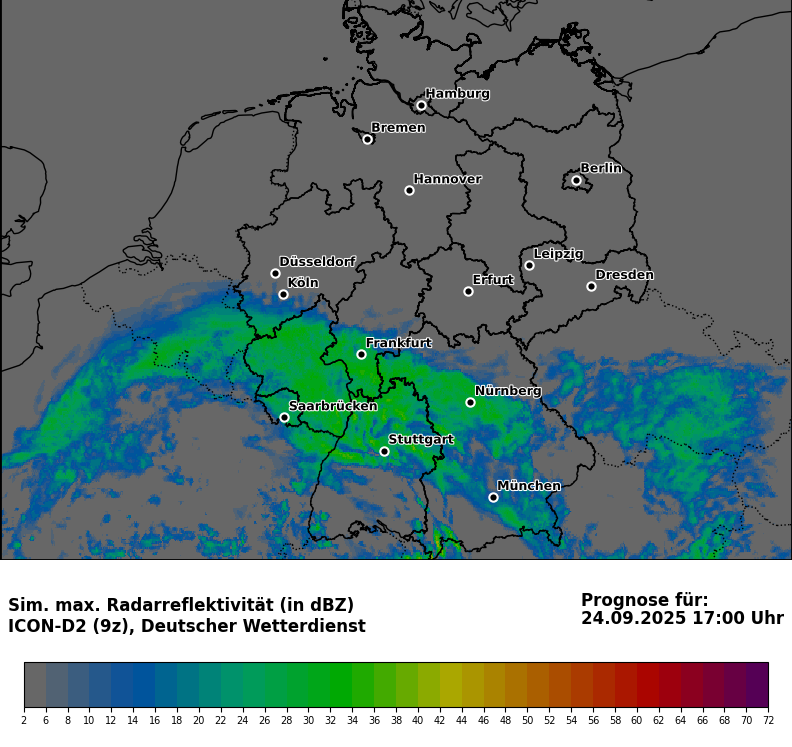 Hamburg
Bremen
Berlin
Hannover
Leipzig
Düsseldorf
Dresden
Köln
Erfurt
Frankfurt
Nürnberg
Saarbrücken
Stuttgart
München
Sim. max. Radarreflektivität (in dBZ)
ICON-D2 (9z), Deutscher Wetterdienst
Prognose für:
24.09.2025 17:00 Uhr
2 6 8 10 12 14 16 18 20 22 24 26 28 30 32 34 36 38 40 42 44 46 48 50 52 54 56 58 60 62 64 66 68 70 72